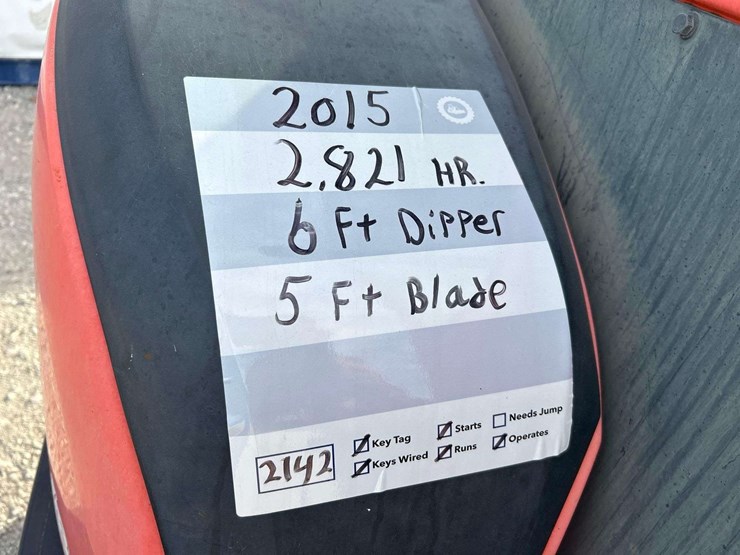 2015
2,821 HR.
6 Ft Dipper
5 Ft Blade
2142
Key Tag
Starts
Needs Jump
Keys Wired
Runs
Operates